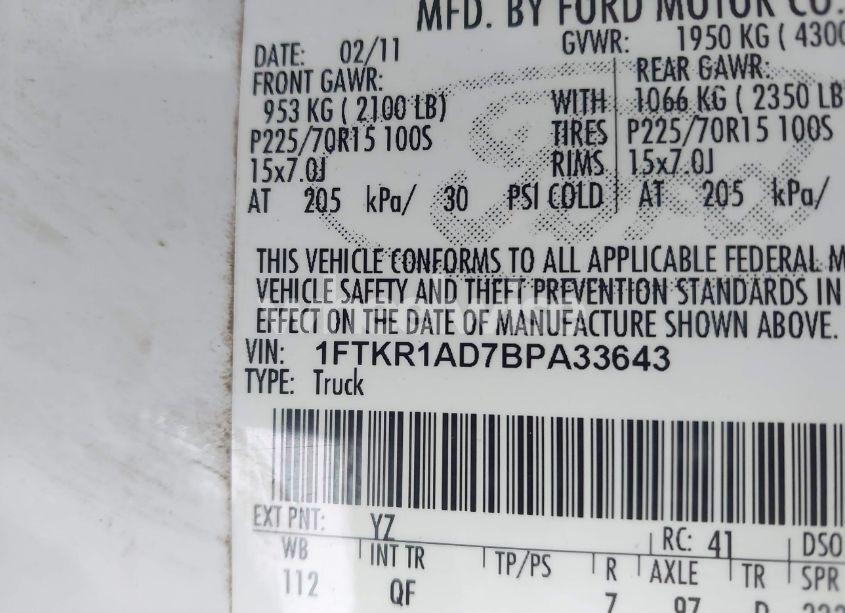 MFD. BY FORD MOTOR CO.
DATE: 02/11 GVWR: 1950 KG ( 4300
FRONT GAWR: REAR GAWR:
953 KG ( 2100 LB) WITH 1066 KG ( 2350 LB
P225/70R15 100S TIRES P225/70R15 100S
15x7.0J RIMS 15x7.0J
AT 205 kPa/ 30 PSI COLD AT 205 kPa/
THIS VEHICLE CONFORMS TO ALL APPLICABLE FEDERAL M
VEHICLE SAFETY AND THEFT PREVENTION STANDARDS IN
EFFECT ON THE DATE OF MANUFACTURE SHOWN ABOVE.
VIN: 1FTKR1AD7BPA33643
TYPE: Truck
EXT PNT: YZ RC: 41 DSO
WB INT TR TP/PS R AXLE TR SPR
112 QF 7 97 D